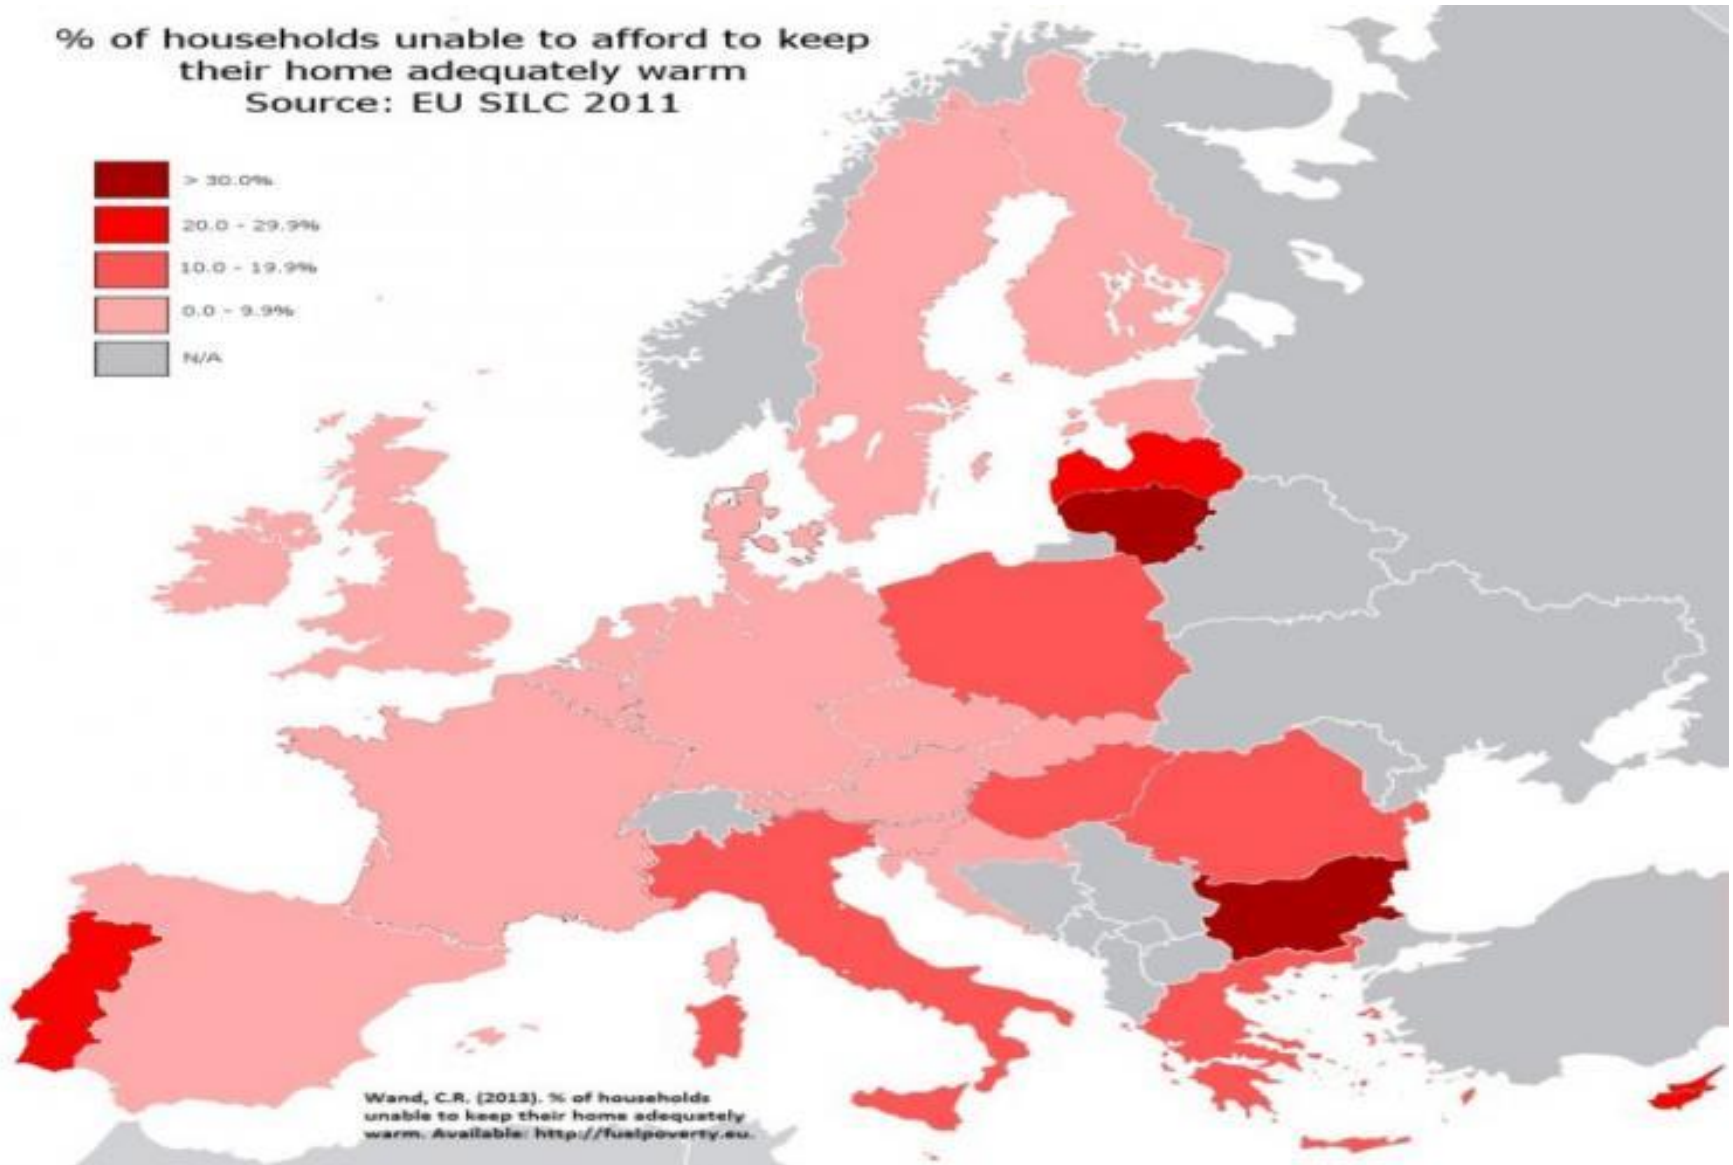 % of households unable to afford to keep
their home adequately warm
Source: EU SILC 2011
> 30.0%
20.0 - 29.9%
10.0 - 19.9%
0.0 - 9.9%
N/A
Wand, C.R. (2013). % of households
unable to keep their home adequately
warm. Available: http://fuelpoverty.eu.